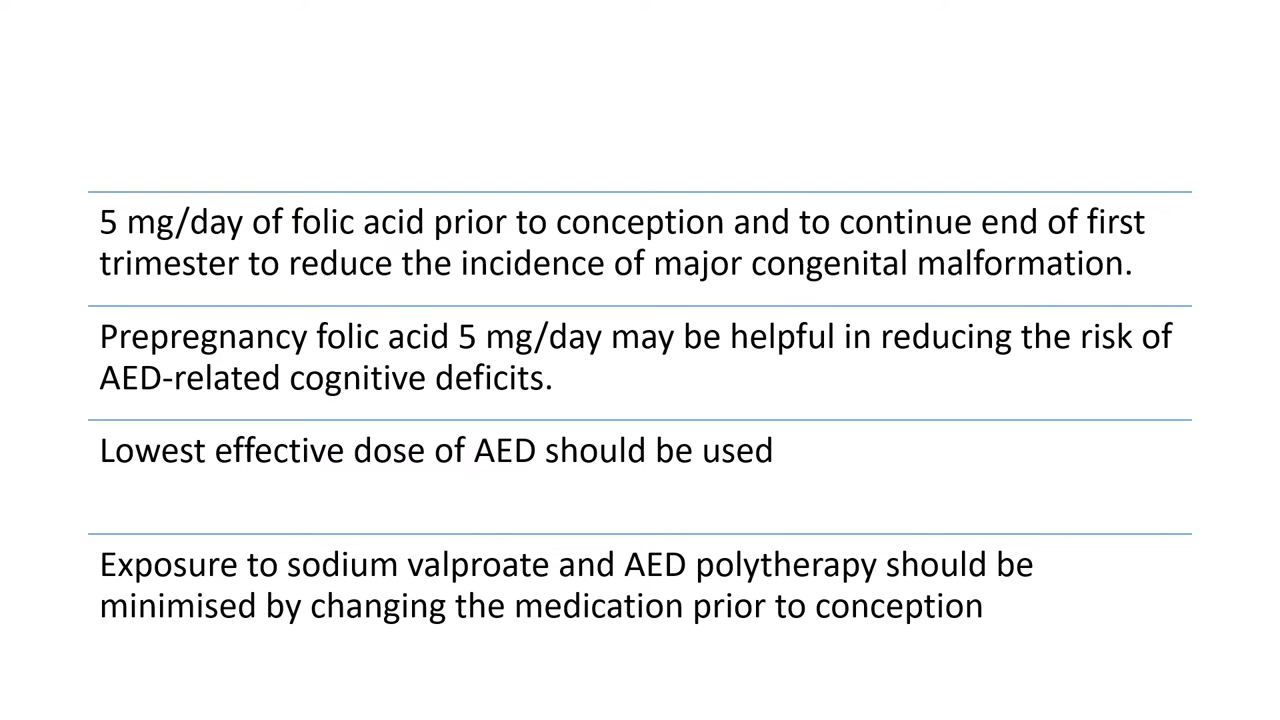 5 mg/day of folic acid prior to conception and to continue end of first
trimester to reduce the incidence of major congenital malformation.
Prepregnancy folic acid 5 mg/day may be helpful in reducing the risk of
AED-related cognitive deficits.
Lowest effective dose of AED should be used
Exposure to sodium valproate and AED polytherapy should be
minimised by changing the medication prior to conception